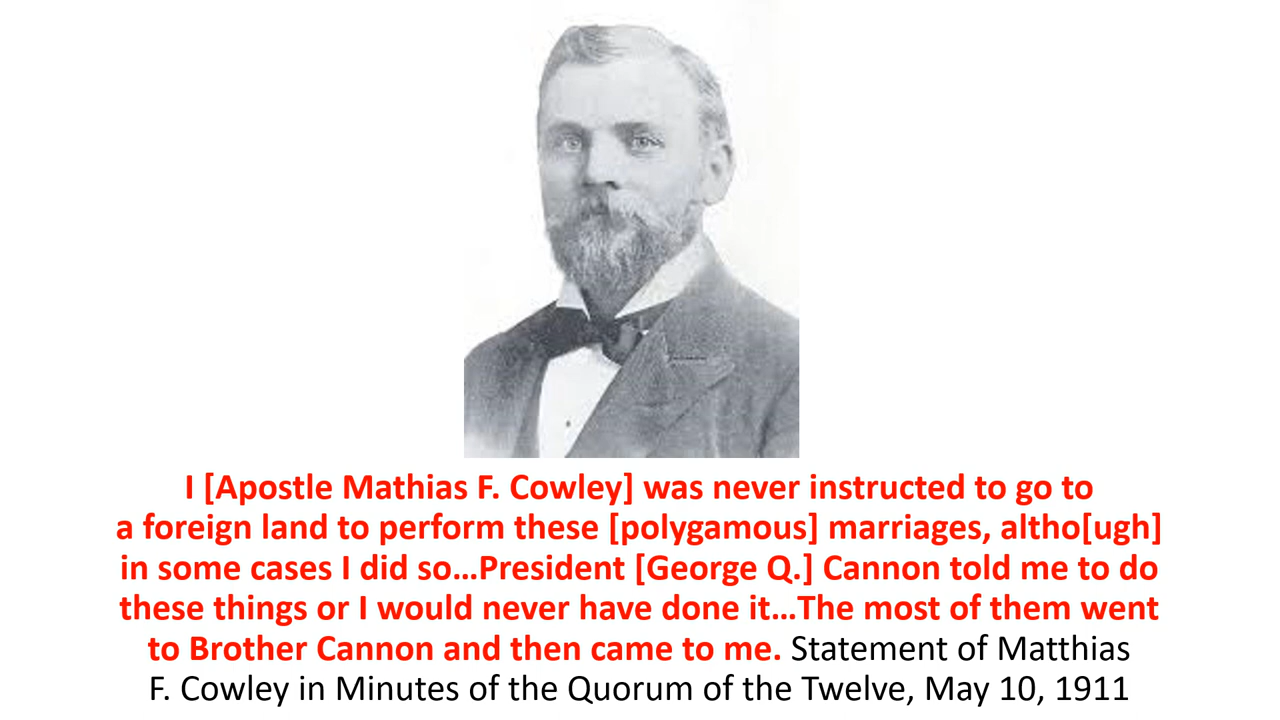 I [Apostle Mathias F. Cowley] was never instructed to go to
a foreign land to perform these [polygamous] marriages, altho[ugh]
in some cases I did so...President [George Q.] Cannon told me to do
these things or I would never have done it...The most of them went
to Brother Cannon and then came to me. Statement of Matthias
F. Cowley in Minutes of the Quorum of the Twelve, May 10, 1911